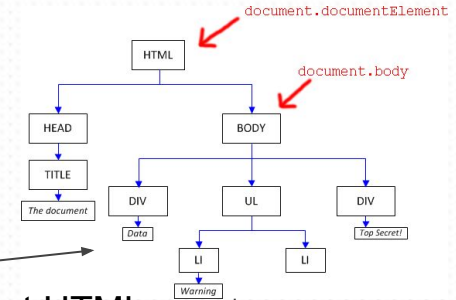 document.documentElement
HTML
document.body
HEAD
BODY
TITLE
The document
DIV
UL
DIV
Data
Top Secret!
LI
LI
Warning
HTML